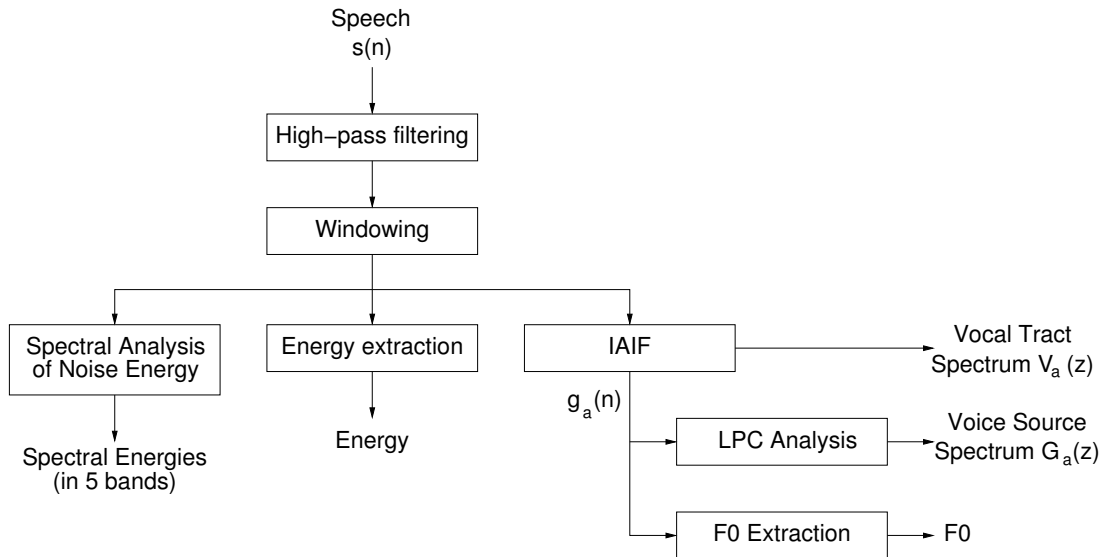 Speech
s(n)
High−pass filtering
Windowing
Spectral Analysis
of Noise Energy
Energy extraction
IAIF
Vocal Tract
Spectrum V_a(z)
g_a(n)
Spectral Energies
(in 5 bands)
Energy
LPC Analysis
Voice Source
Spectrum G_a(z)
F0 Extraction
F0